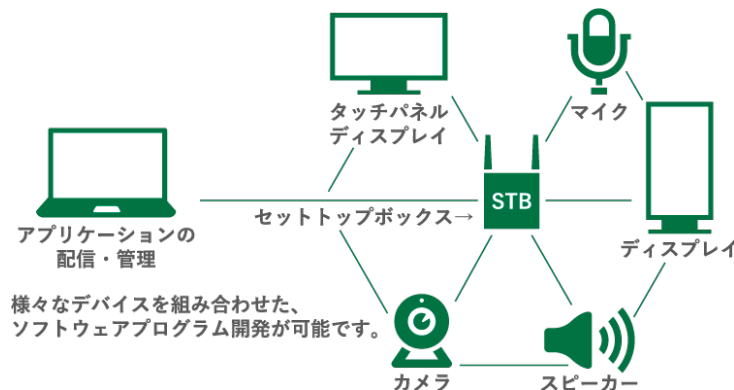 タッチパネル
ディスプレイ
マイク
STB
セットトップボックス→
アプリケーションの
配信・管理
ディスプレイ
様々なデバイスを組み合わせた、
ソフトウェアプログラム開発が可能です。
カメラ
スピーカー